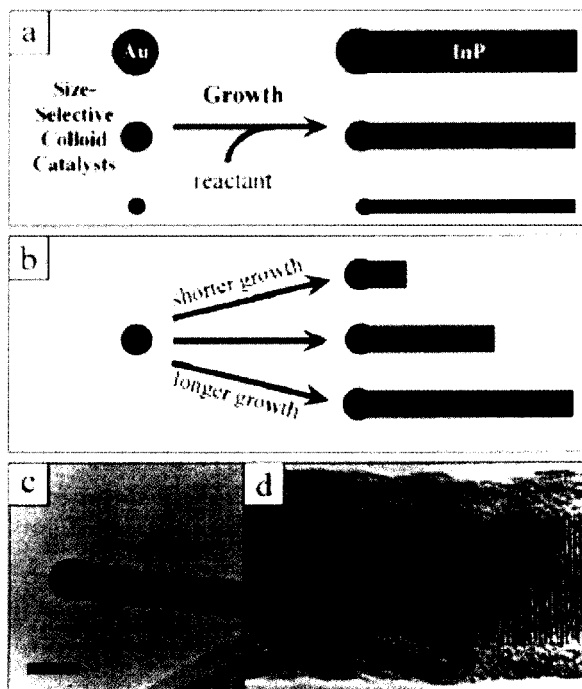 a
Au
InP
Size-
Selective
Colloid
Catalysts
Growth
reactant
b
shorter growth
longer growth
c
d